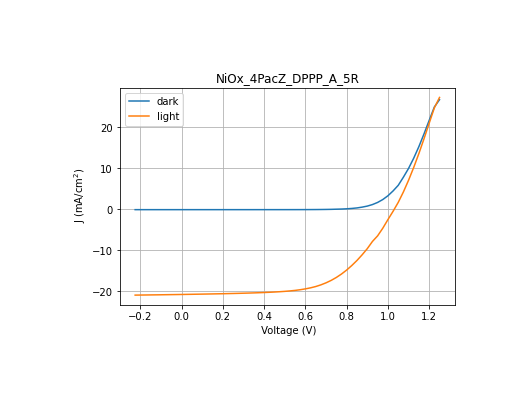 NiOx_4PacZ_DPPP_A_5R
dark
light
20
10
0
−10
−20
J (mA/cm²)
−0.2 0.0 0.2 0.4 0.6 0.8 1.0 1.2
Voltage (V)